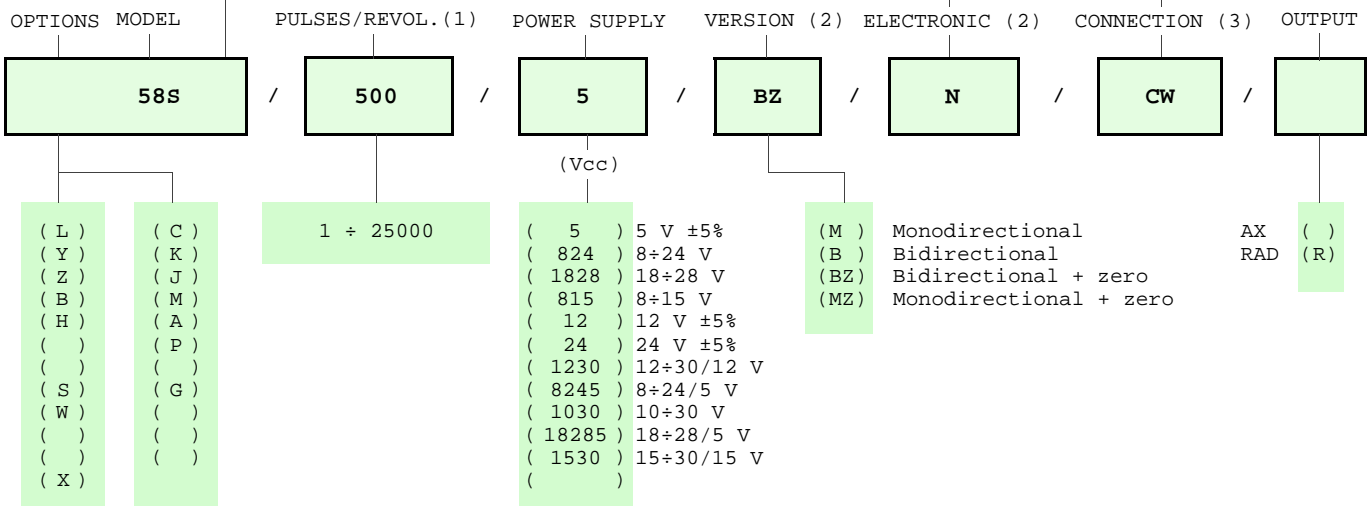 OPTIONS MODEL PULSES/REVOL.(1) POWER SUPPLY VERSION (2) ELECTRONIC (2) CONNECTION (3) OUTPUT
58S / 500 / 5 / BZ / N / CW /
(Vcc)
( L ) ( C ) 1 ÷ 25000 ( 5 ) 5 V ±5% (M ) Monodirectional AX ( )
( Y ) ( K ) ( 824 ) 8÷24 V (B ) Bidirectional RAD (R)
( Z ) ( J ) ( 1828 ) 18÷28 V (BZ) Bidirectional + zero
( B ) ( M ) ( 815 ) 8÷15 V (MZ) Monodirectional + zero
( H ) ( A ) ( 12 ) 12 V ±5%
( ) ( P ) ( 24 ) 24 V ±5%
( ) ( ) ( 1230 ) 12÷30/12 V
( S ) ( G ) ( 8245 ) 8÷24/5 V
( W ) ( ) ( 1030 ) 10÷30 V
( ) ( ) ( 18285 ) 18÷28/5 V
( ) ( ) ( 1530 ) 15÷30/15 V
( X ) ( )